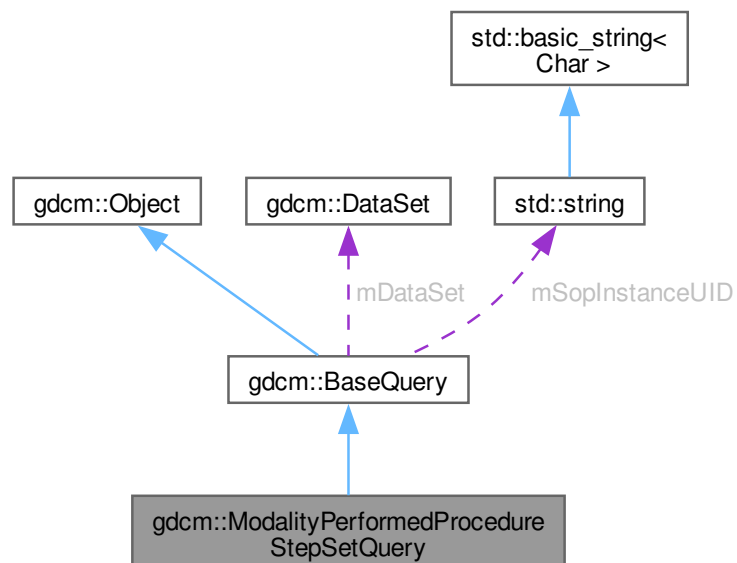 std::basic_string<
Char >
gdcm::Object
gdcm::DataSet
std::string
mDataSet
mSopInstanceUID
gdcm::BaseQuery
gdcm::ModalityPerformedProcedure
StepSetQuery